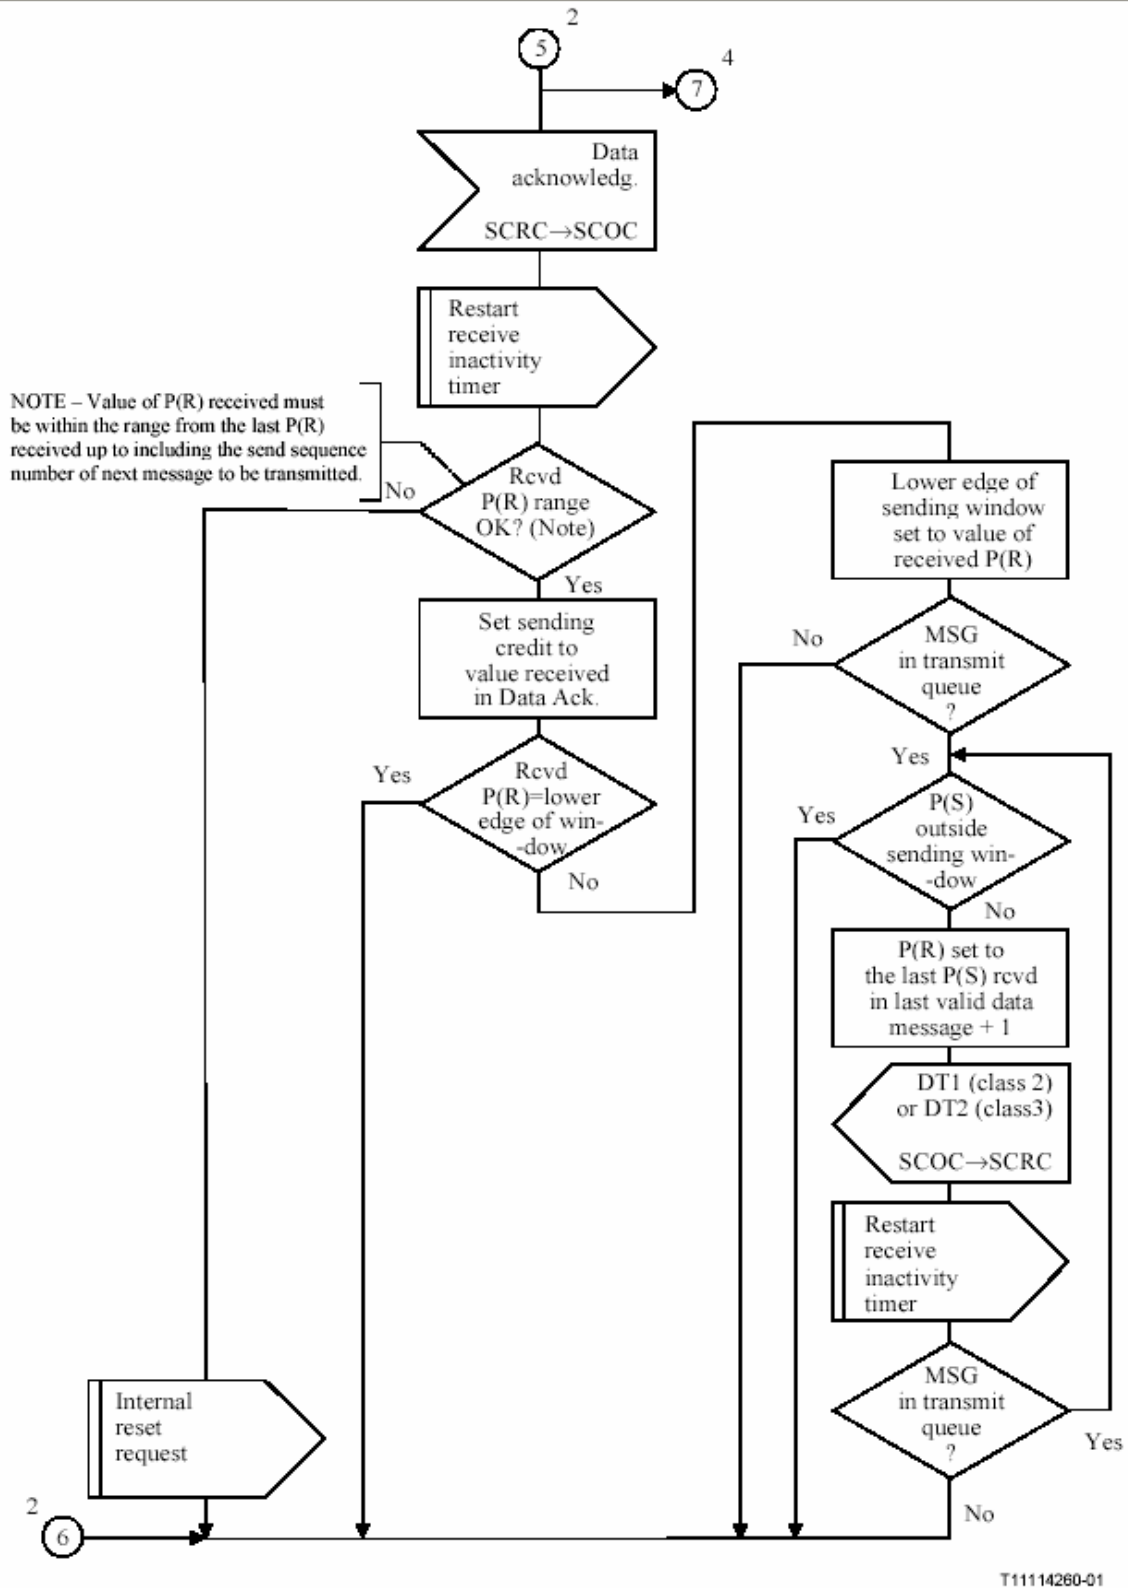 2
5
4
7
Data
acknowledg.
SCRC→SCOC
Restart
receive
inactivity
timer
NOTE – Value of P(R) received must
be within the range from the last P(R)
received up to including the send sequence
number of next message to be transmitted.
No
Rcvd
P(R) range
OK? (Note)
Yes
Set sending
credit to
value received
in Data Ack.
Yes
Rcvd
P(R)=lower
edge of win-
-dow
No
Lower edge of
sending window
set to value of
received P(R)
No
MSG
in transmit
queue
?
Yes
Yes
P(S)
outside
sending win-
-dow
No
P(R) set to
the last P(S) rcvd
in last valid data
message + 1
DT1 (class 2)
or DT2 (class3)
SCOC→SCRC
Restart
receive
inactivity
timer
MSG
in transmit
queue
?
Yes
No
Internal
reset
request
2
6
T11114260-01